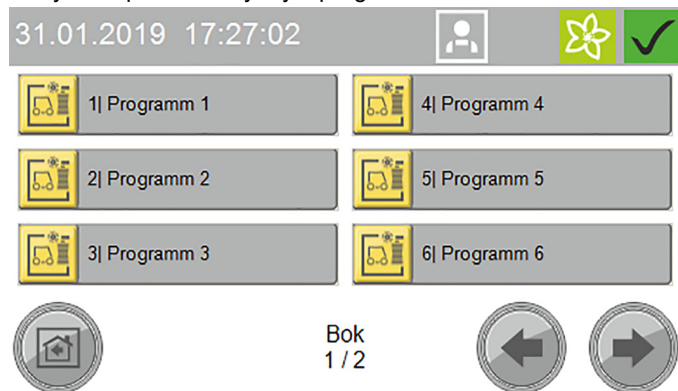 31.01.2019 17:27:02
1| Programm 1
4| Programm 4
2| Programm 2
5| Programm 5
3| Programm 3
6| Programm 6
Bok
1 / 2